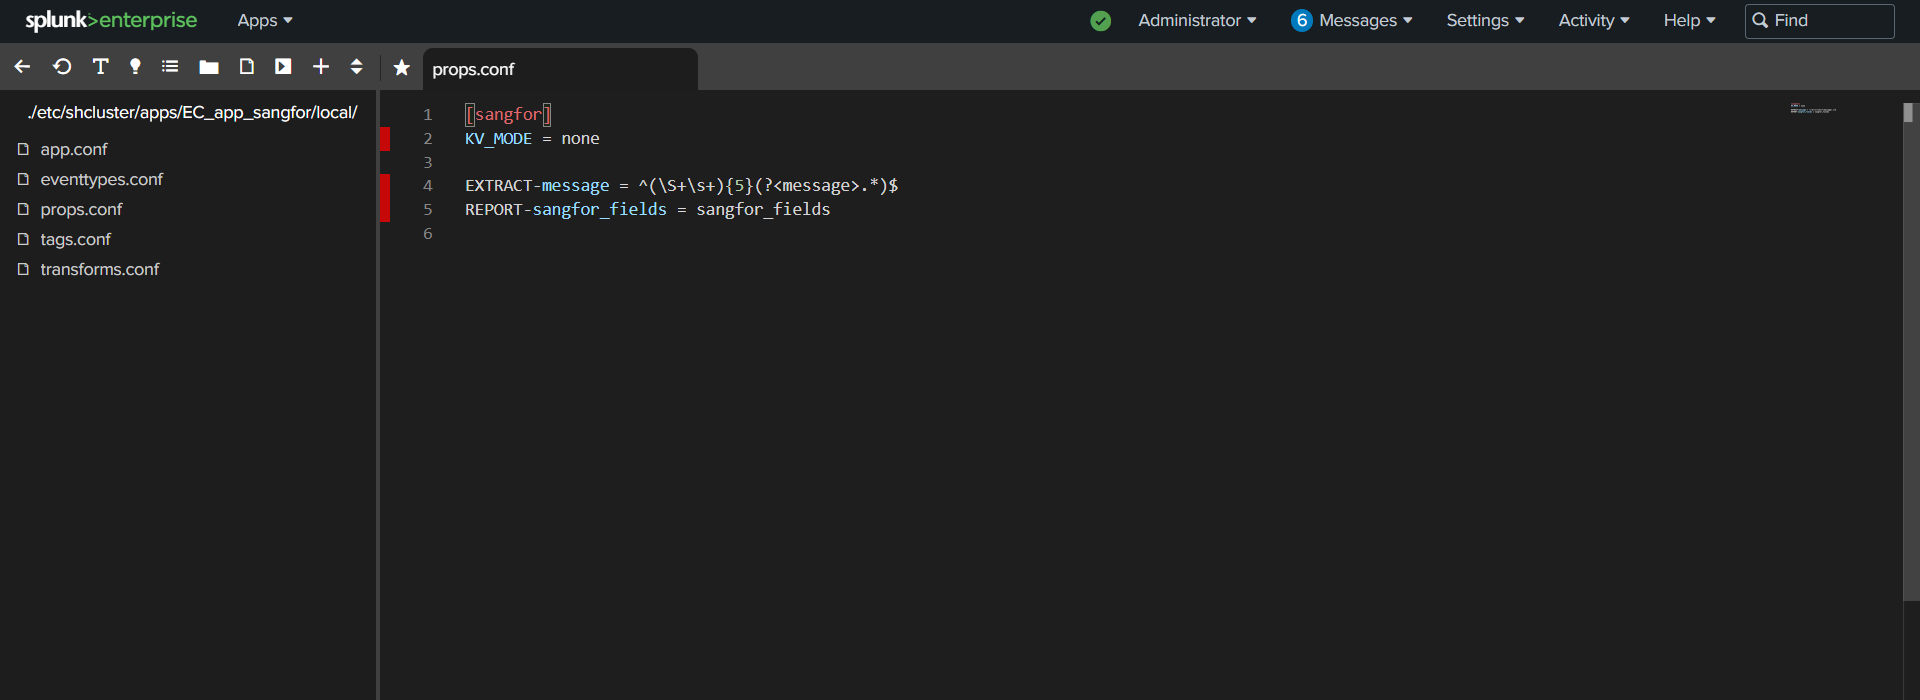 splunk>enterprise Apps Administrator 6 Messages Settings Activity Help Find
props.conf
./etc/shcluster/apps/EC_app_sangfor/local/
app.conf
eventtypes.conf
props.conf
tags.conf
transforms.conf
1 [sangfor]
2 KV_MODE = none
3
4 EXTRACT-message = ^(\S+\s+){5}(?<message>.*)$
5 REPORT-sangfor_fields = sangfor_fields
6